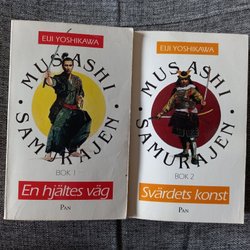 EIJI YOSHIKAWA
MUSASHI
SAMURAJEN
BOK 1
En hjältes väg
PAN
EIJI YOSHIKAWA
MUSASHI
SAMURAJEN
BOK 2
Svärdets konst
PAN